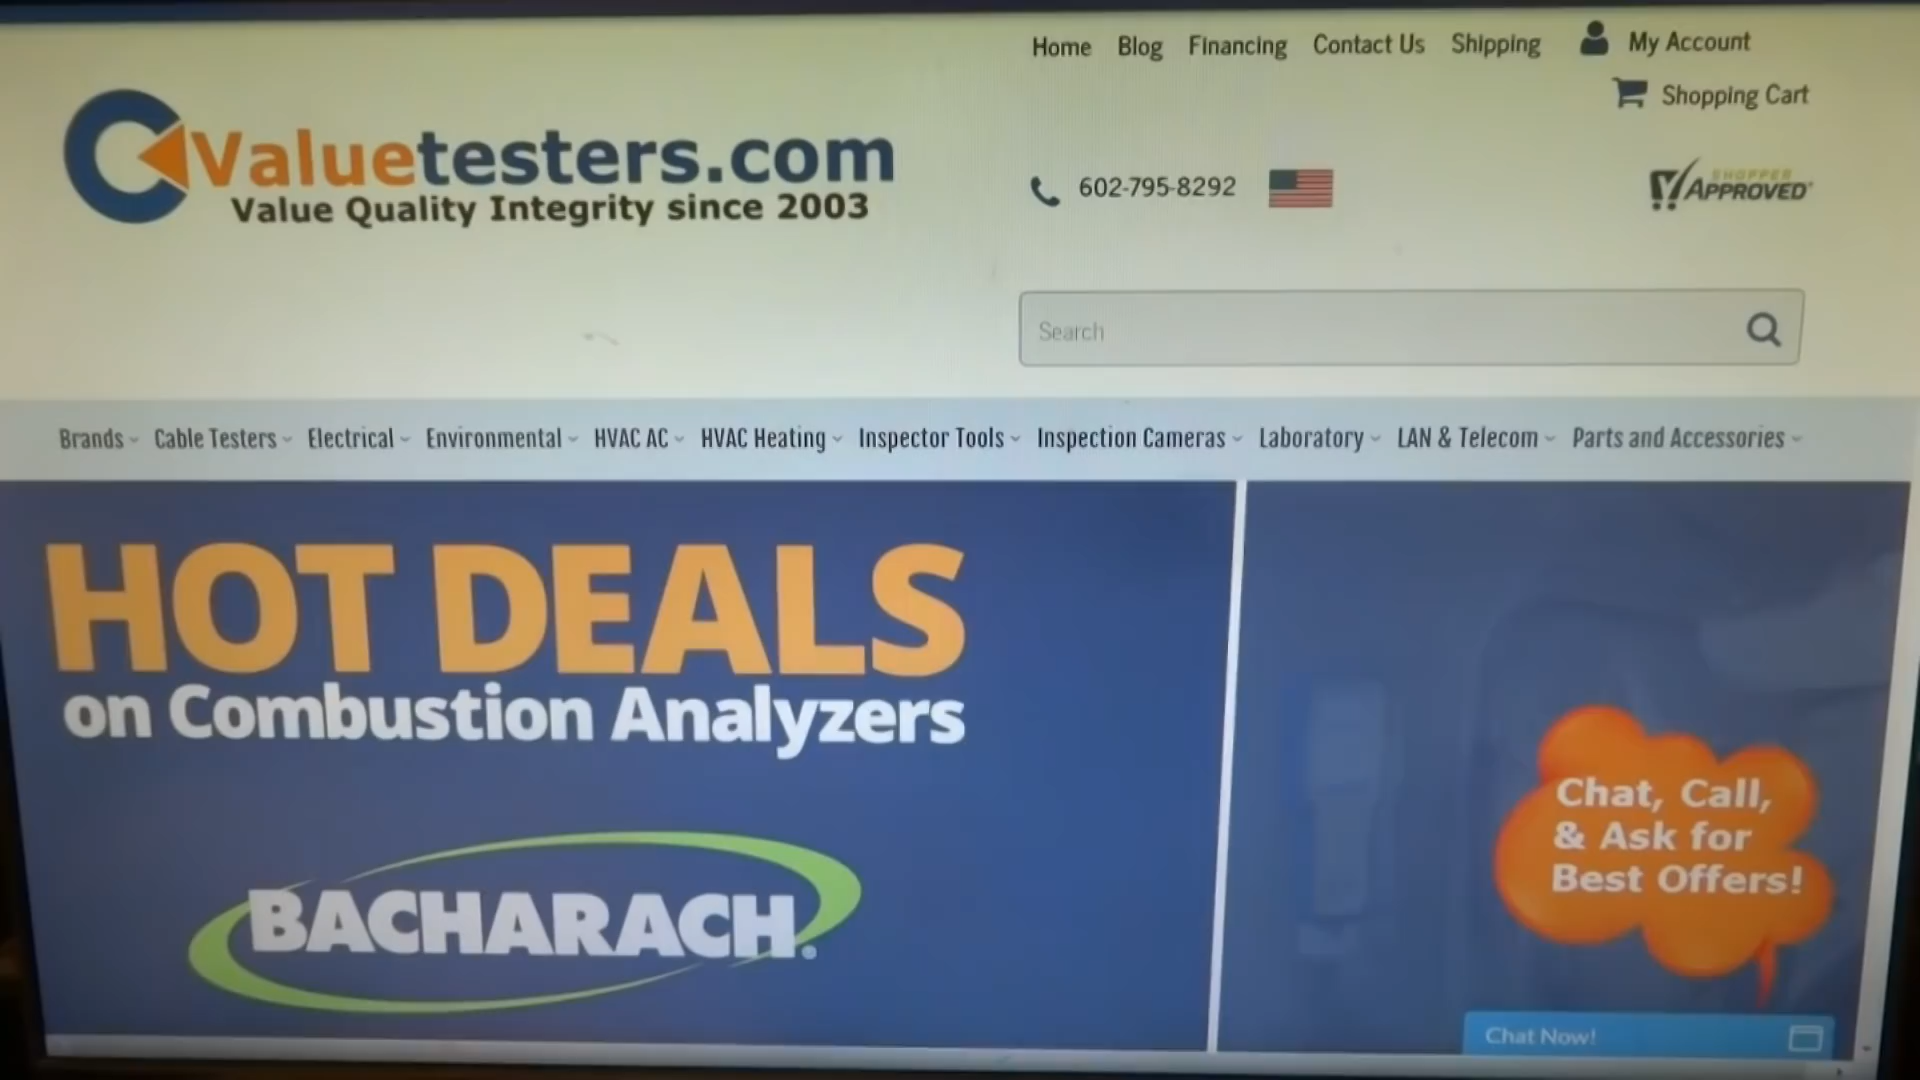 Home Blog Financing Contact Us Shipping My Account
Shopping Cart
Valuetesters.com
Value Quality Integrity since 2003
602-795-8292
SHOPPER
APPROVED
Search
Brands Cable Testers Electrical Environmental HVAC AC HVAC Heating Inspector Tools Inspection Cameras Laboratory LAN & Telecom Parts and Accessories
HOT DEALS
on Combustion Analyzers
BACHARACH.
Chat, Call,
& Ask for
Best Offers!
Chat Now!